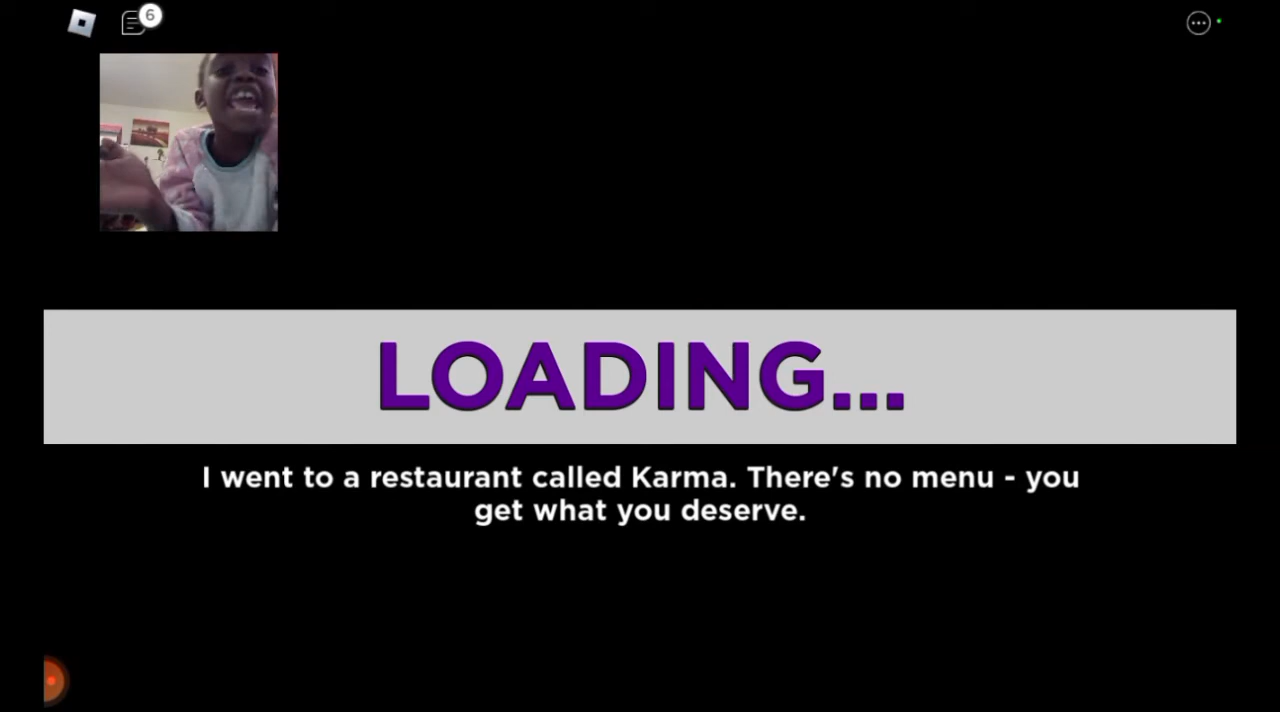 6
LOADING...
I went to a restaurant called Karma. There's no menu - you
get what you deserve.